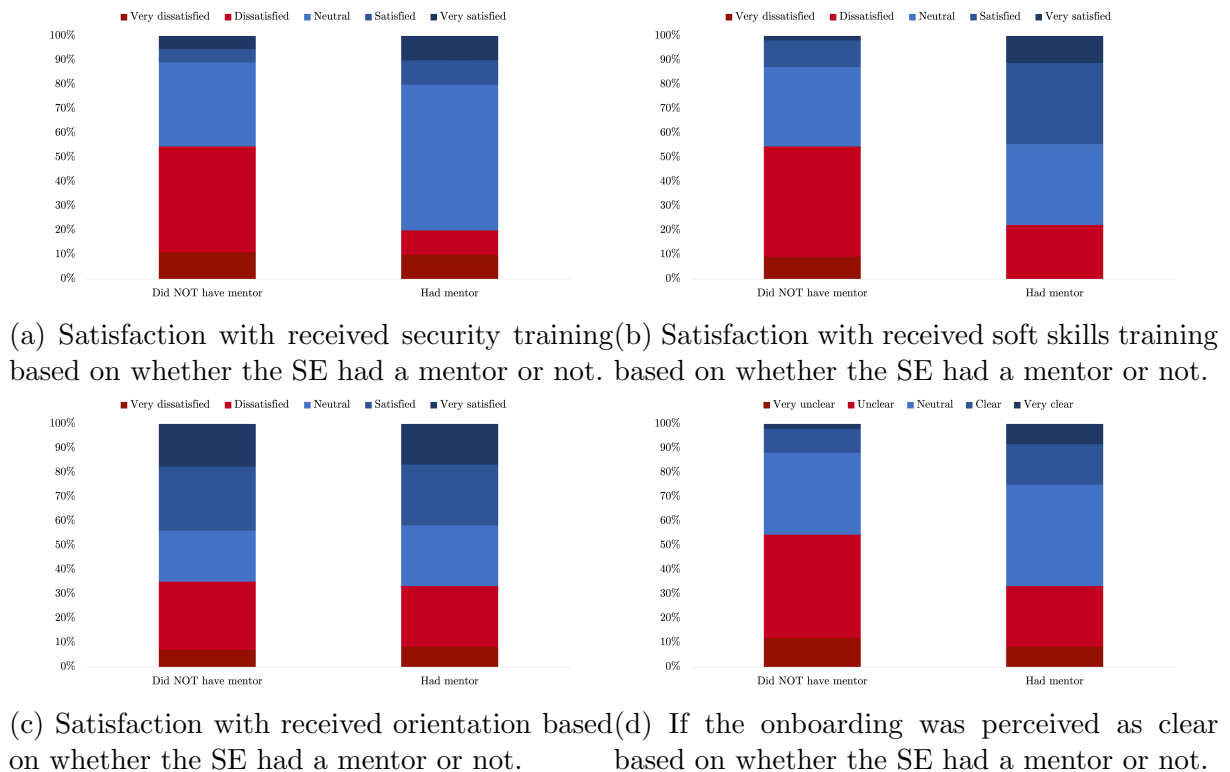 Very dissatisfied Dissatisfied Neutral Satisfied Very satisfied
100%
90%
80%
70%
60%
50%
40%
30%
20%
10%
0%
Did NOT have mentor Had mentor
(a) Satisfaction with received security training
based on whether the SE had a mentor or not.
Very dissatisfied Dissatisfied Neutral Satisfied Very satisfied
100%
90%
80%
70%
60%
50%
40%
30%
20%
10%
0%
Did NOT have mentor Had mentor
(b) Satisfaction with received soft skills training
based on whether the SE had a mentor or not.
Very dissatisfied Dissatisfied Neutral Satisfied Very satisfied
100%
90%
80%
70%
60%
50%
40%
30%
20%
10%
0%
Did NOT have mentor Had mentor
(c) Satisfaction with received orientation based
on whether the SE had a mentor or not.
Very unclear Unclear Neutral Clear Very clear
100%
90%
80%
70%
60%
50%
40%
30%
20%
10%
0%
Did NOT have mentor Had mentor
(d) If the onboarding was perceived as clear
based on whether the SE had a mentor or not.